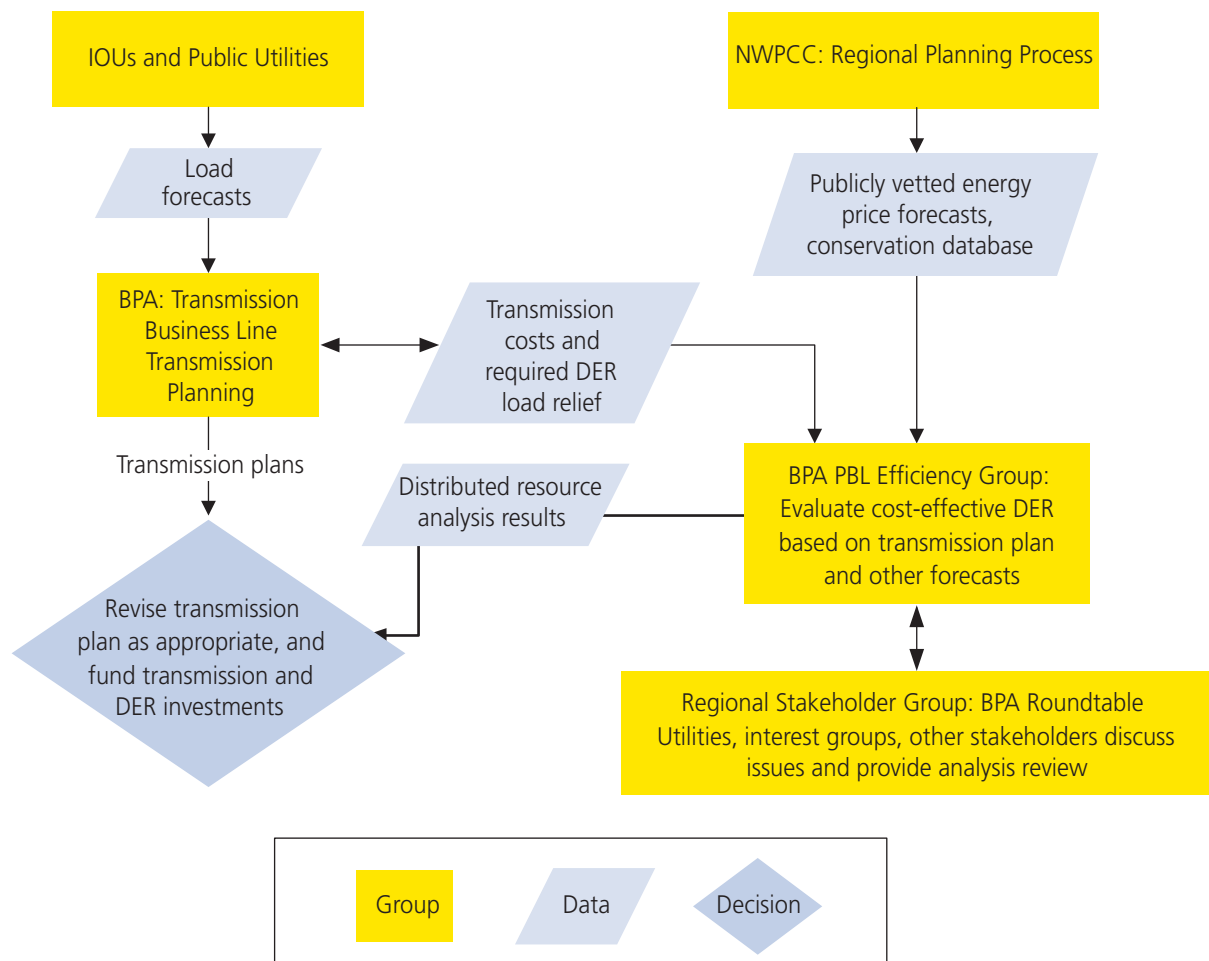 IOUs and Public Utilities
NWPCC: Regional Planning Process
Load
forecasts
Publicly vetted energy
price forecasts,
conservation database
BPA: Transmission
Business Line
Transmission
Planning
Transmission
costs and
required DER
load relief
Transmission plans
Distributed resource
analysis results
BPA PBL Efficiency Group:
Evaluate cost-effective DER
based on transmission plan
and other forecasts
Revise transmission
plan as appropriate, and
fund transmission and
DER investments
Regional Stakeholder Group: BPA Roundtable
Utilities, interest groups, other stakeholders discuss
issues and provide analysis review
Group
Data
Decision